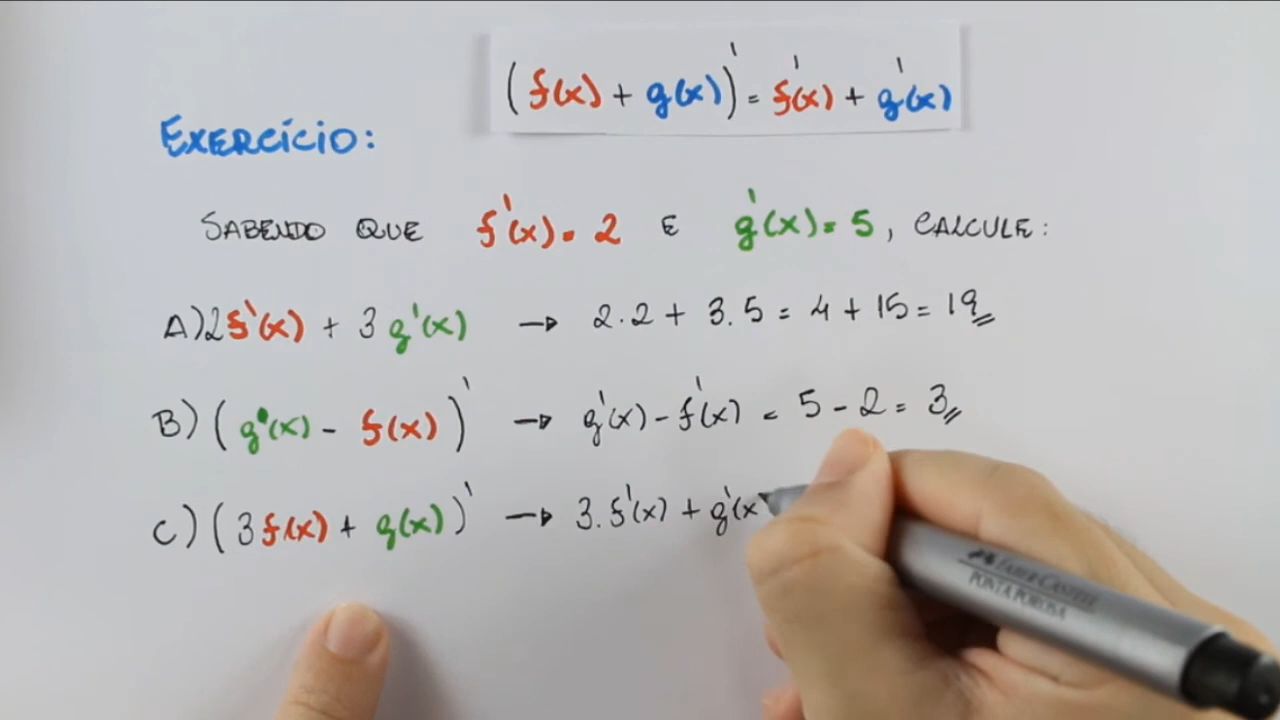 (f(x) + g(x))' = f'(x) + g'(x)
EXERCÍCIO:
SABENDO QUE f'(x) = 2 E g'(x) = 5, CALCULE:
A) 2f'(x) + 3g'(x) → 2.2 + 3.5 = 4 + 15 = 19
B) (g(x) - f(x))' → g'(x) - f'(x) = 5 - 2 = 3
C) (3f(x) + g(x))' → 3.f'(x) + g'(x
FABER-CASTELL
PONTA POROSA